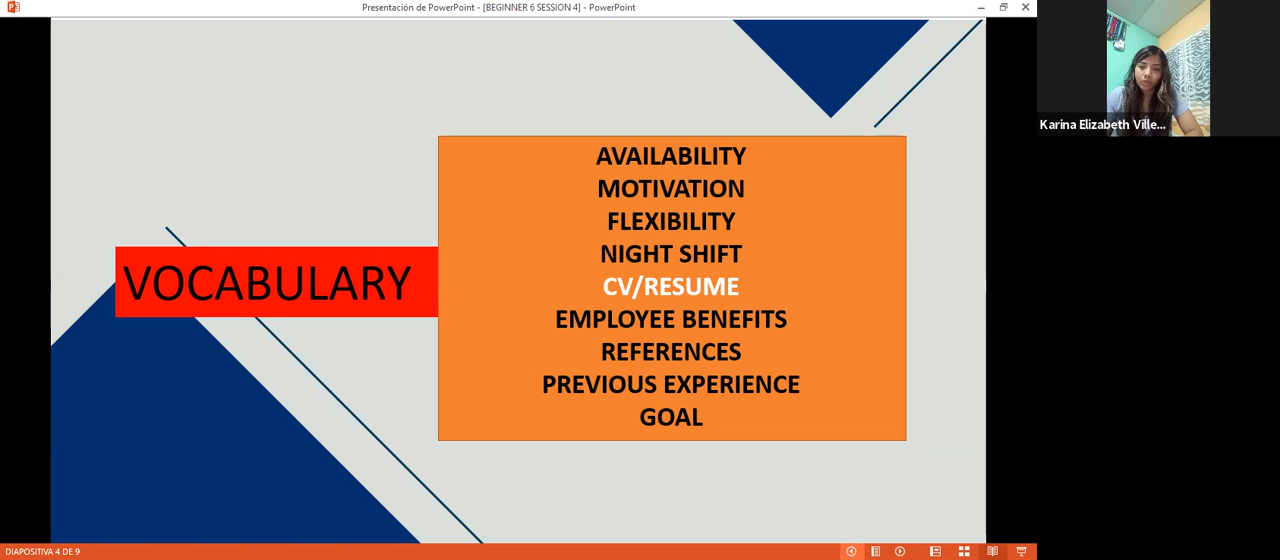 Presentación de PowerPoint - [BEGINNER 6 SESSION 4] - PowerPoint
Karina Elizabeth Ville...
VOCABULARY
AVAILABILITY
MOTIVATION
FLEXIBILITY
NIGHT SHIFT
CV/RESUME
EMPLOYEE BENEFITS
REFERENCES
PREVIOUS EXPERIENCE
GOAL
DIAPOSITIVA 4 DE 9